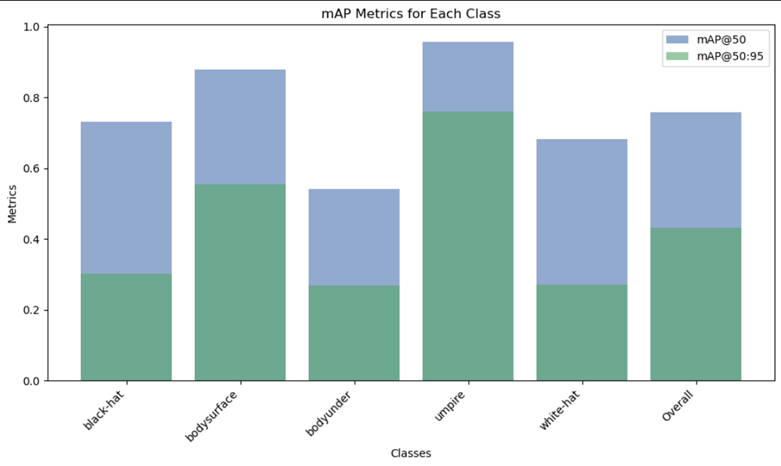 mAP Metrics for Each Class
mAP@50
mAP@50:95
Metrics
1.0
0.8
0.6
0.4
0.2
0.0
black-hat
bodysurface
bodyunder
umpire
white-hat
Overall
Classes